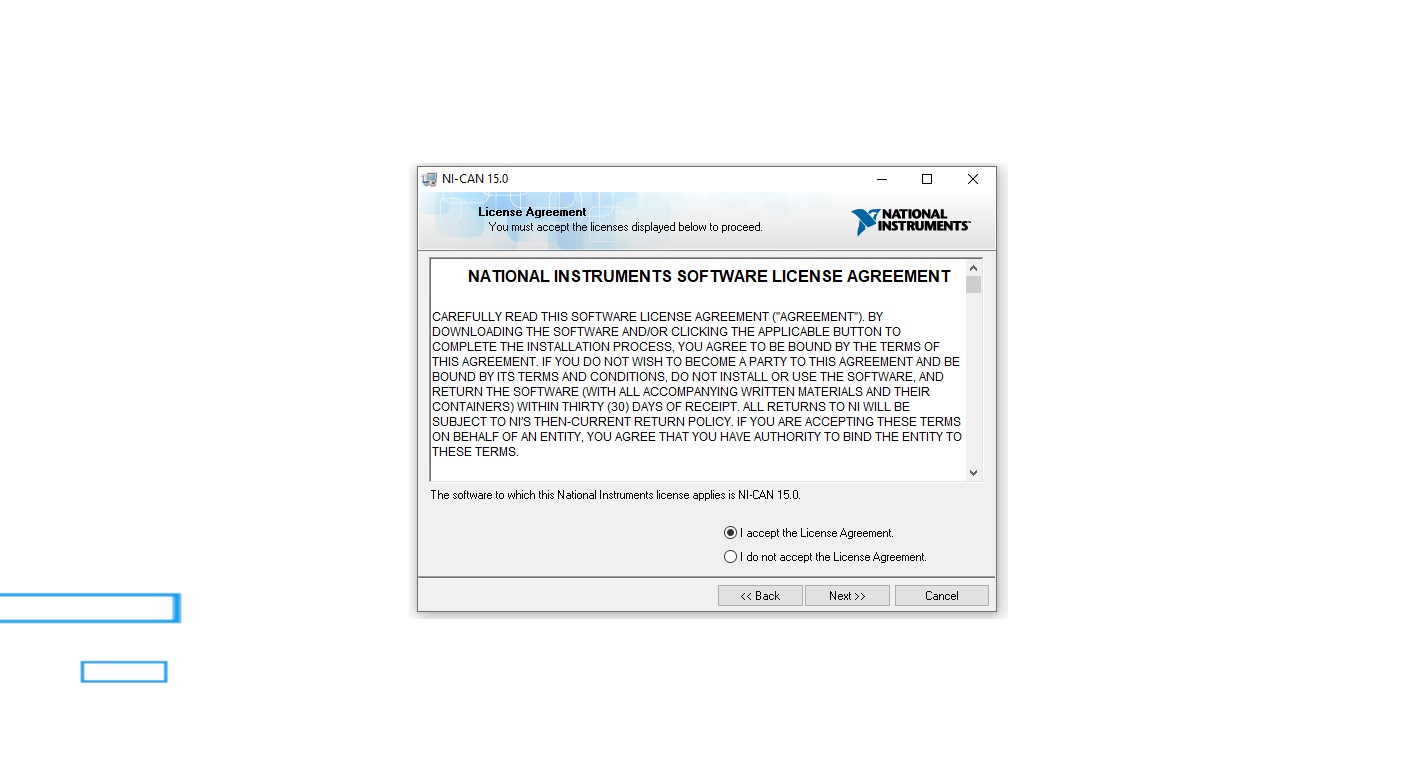 NI-CAN 15.0
License Agreement
You must accept the licenses displayed below to proceed.
NATIONAL
INSTRUMENTS™
NATIONAL INSTRUMENTS SOFTWARE LICENSE AGREEMENT
CAREFULLY READ THIS SOFTWARE LICENSE AGREEMENT ("AGREEMENT"). BY
DOWNLOADING THE SOFTWARE AND/OR CLICKING THE APPLICABLE BUTTON TO
COMPLETE THE INSTALLATION PROCESS, YOU AGREE TO BE BOUND BY THE TERMS OF
THIS AGREEMENT. IF YOU DO NOT WISH TO BECOME A PARTY TO THIS AGREEMENT AND BE
BOUND BY ITS TERMS AND CONDITIONS, DO NOT INSTALL OR USE THE SOFTWARE, AND
RETURN THE SOFTWARE (WITH ALL ACCOMPANYING WRITTEN MATERIALS AND THEIR
CONTAINERS) WITHIN THIRTY (30) DAYS OF RECEIPT. ALL RETURNS TO NI WILL BE
SUBJECT TO NI'S THEN-CURRENT RETURN POLICY. IF YOU ARE ACCEPTING THESE TERMS
ON BEHALF OF AN ENTITY, YOU AGREE THAT YOU HAVE AUTHORITY TO BIND THE ENTITY TO
THESE TERMS.
The software to which this National Instruments license applies is NI-CAN 15.0.
I accept the License Agreement.
I do not accept the License Agreement.
<< Back
Next >>
Cancel